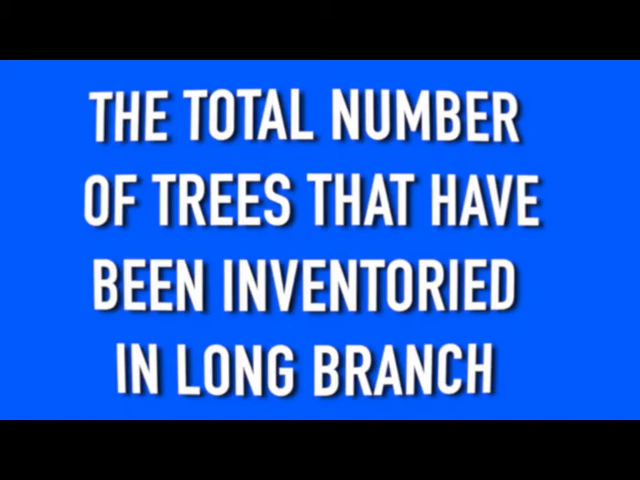 THE TOTAL NUMBER
OF TREES THAT HAVE
BEEN INVENTORIED
IN LONG BRANCH